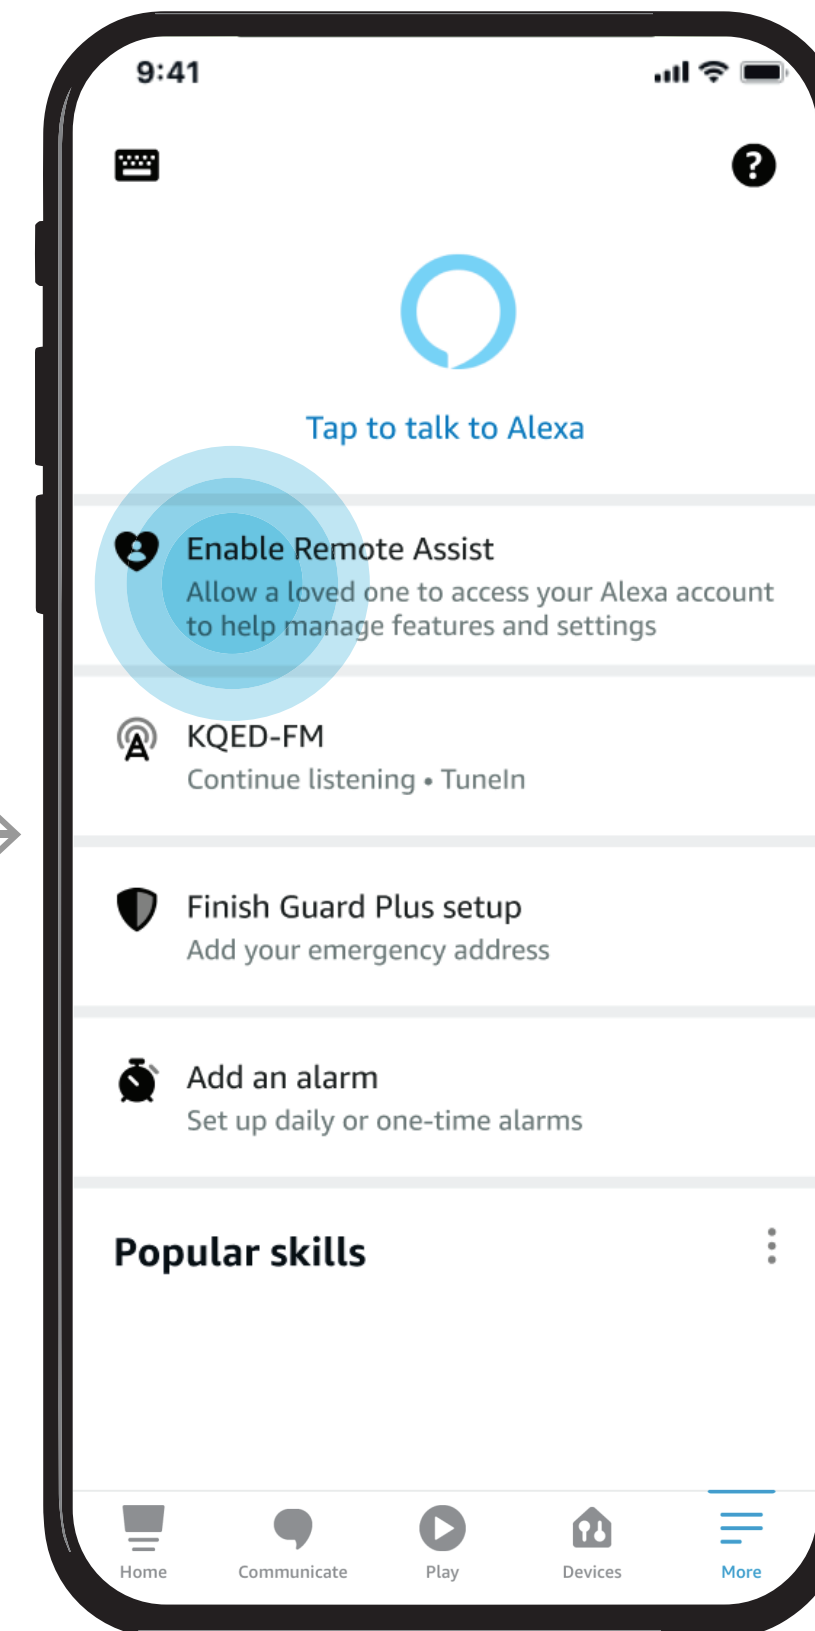 9:41
?
Tap to talk to Alexa
Enable Remote Assist
Allow a loved one to access your Alexa account
to help manage features and settings
KQED-FM
Continue listening • TuneIn
Finish Guard Plus setup
Add your emergency address
Add an alarm
Set up daily or one-time alarms
Popular skills
Home Communicate Play Devices More